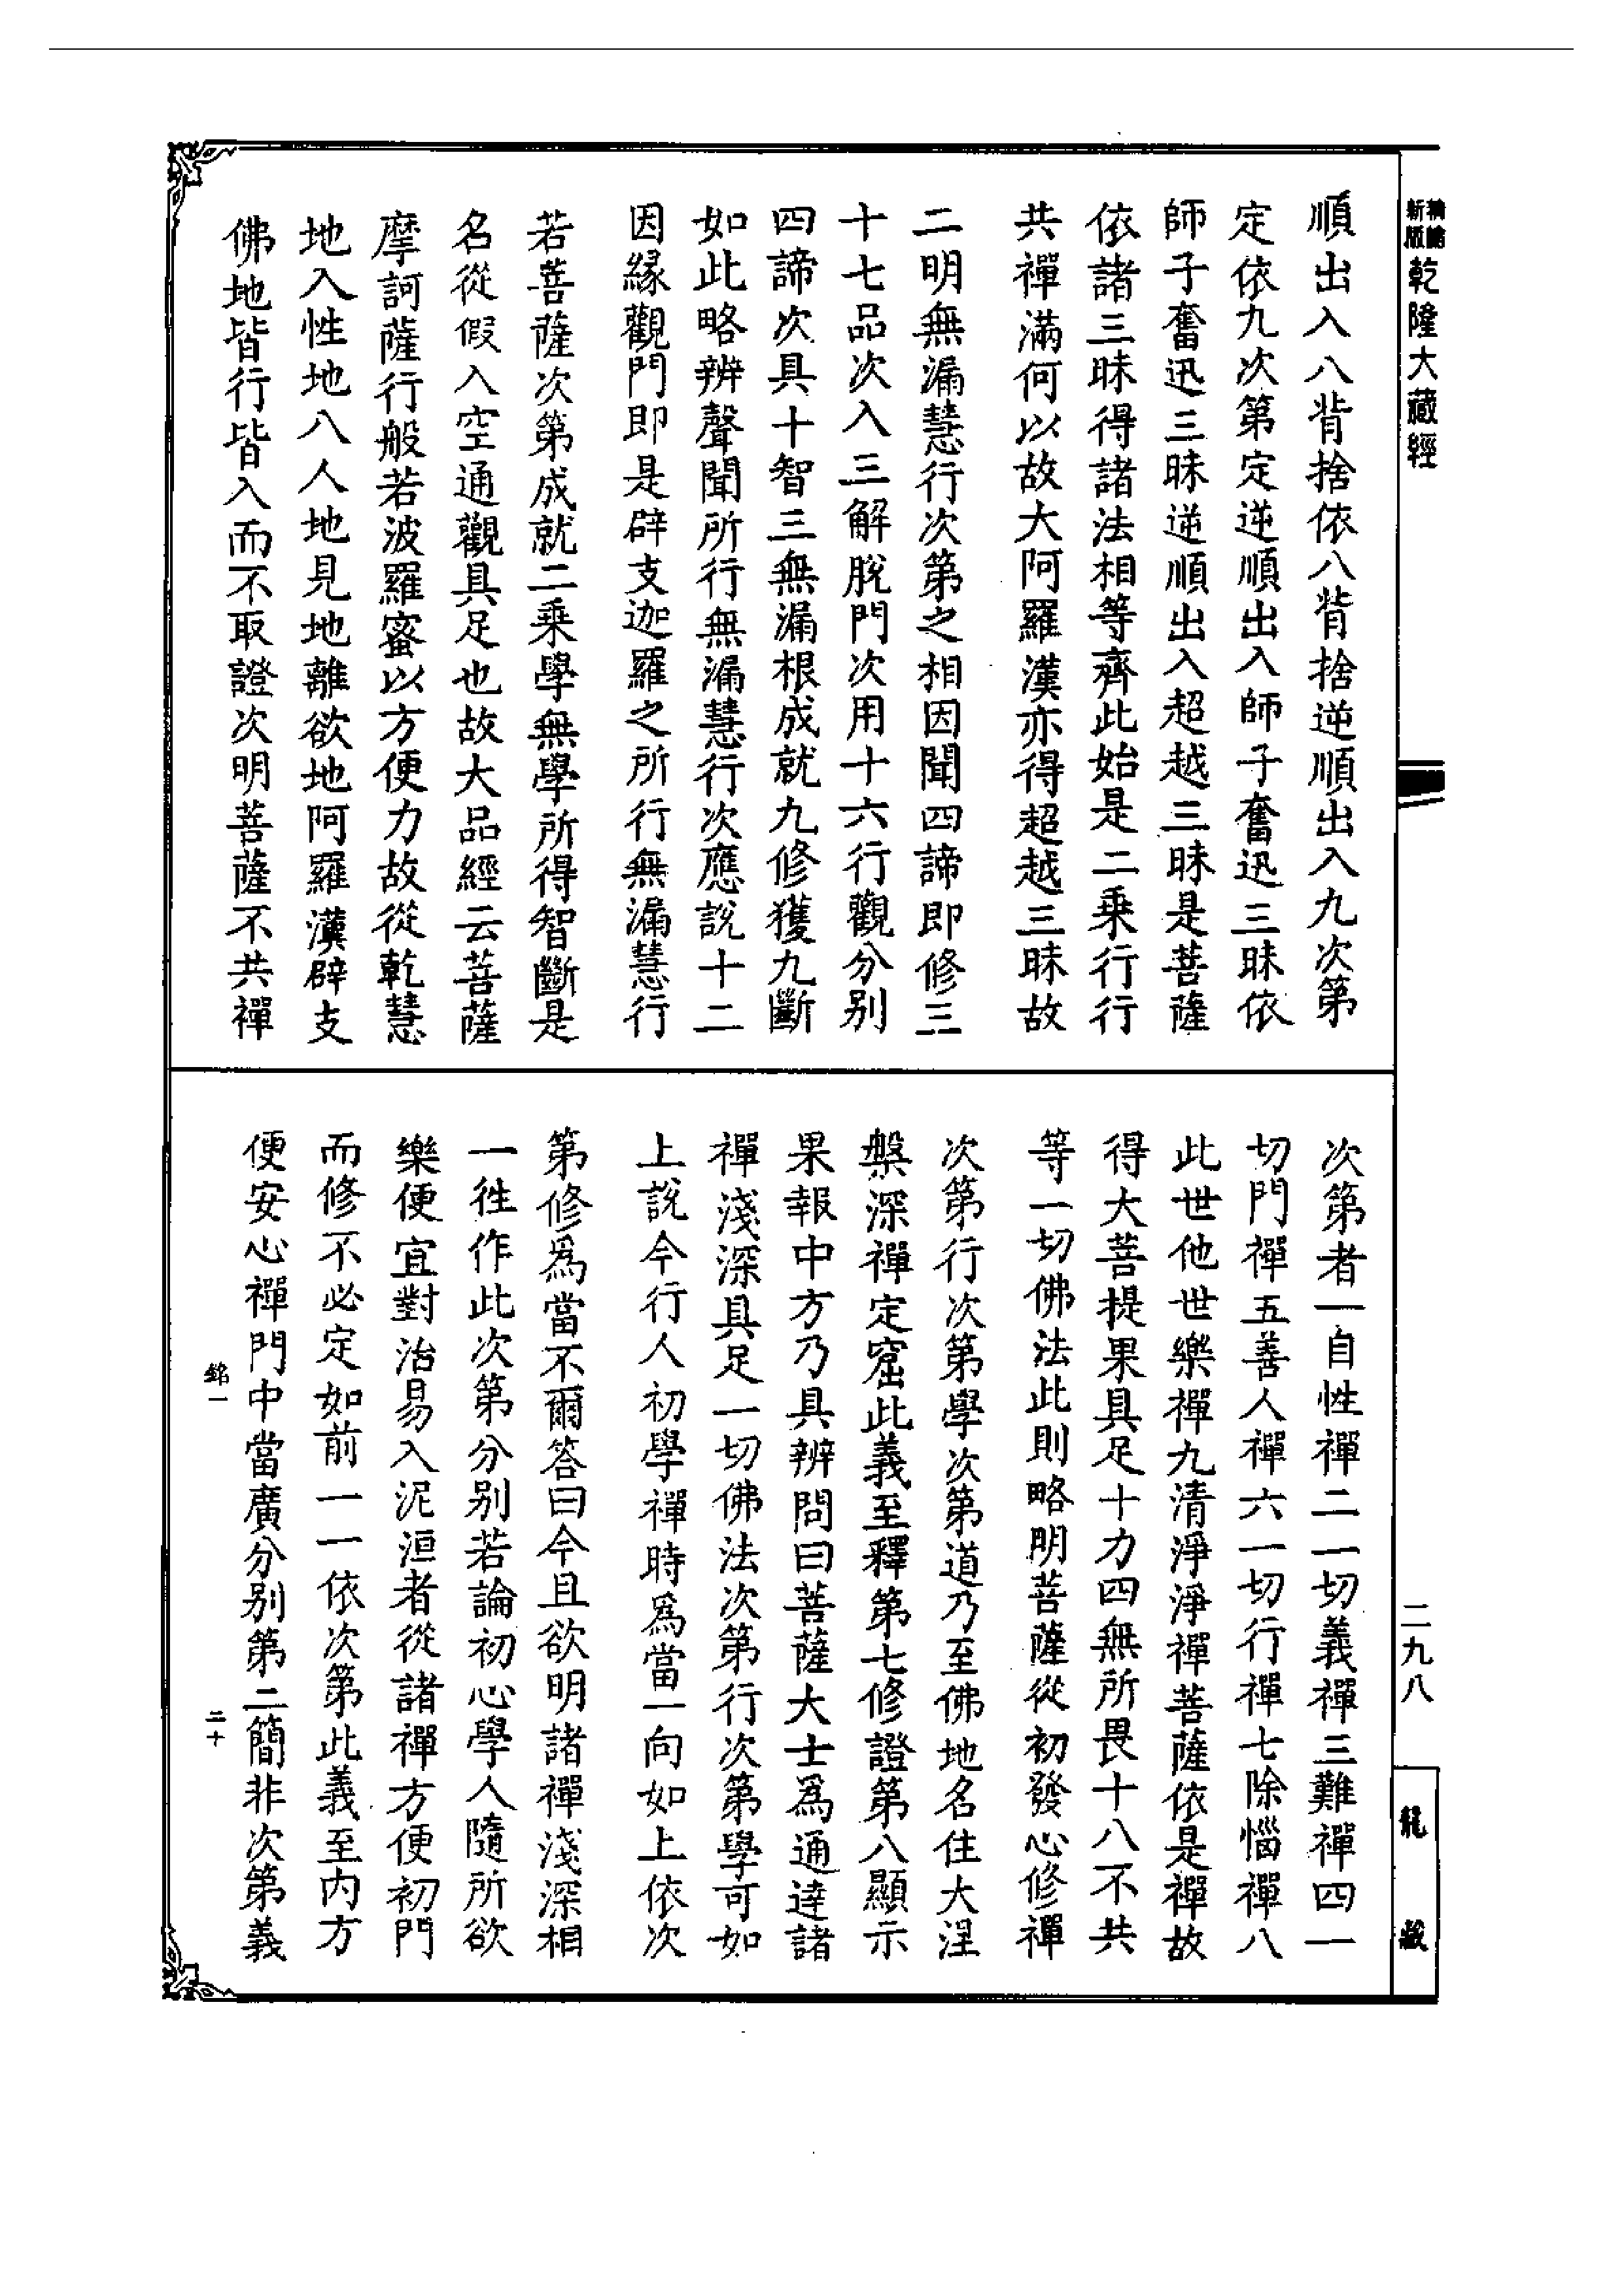 新編縮版乾隆大藏經
順出入八背捨依八背捨逆順出入九次第
定依九次第定逆順出入師子奮迅三昧依
師子奮迅三昧逆順出入超越三昧是菩薩
依諸三昧得諸法相等齊此始是二乘行行
共禪滿何以故大阿羅漢亦得超越三昧故
二明無漏慧行次第之相因聞四諦即修三
十七品次入三解脫門次用十六行觀分別
四諦次具十智三無漏根成就九修獲九斷
如此略辨聲聞所行無漏慧行次應說十二
因緣觀門即是辟支迦羅之所行無漏慧行
若菩薩次第成就二乘學無學所得智斷是
名從假入空通觀具足也故大品經云菩薩
摩訶薩行般若波羅蜜以方便力故從乾慧
地入性地八人地見地離欲地阿羅漢辟支
佛地皆行皆入而不取證次明菩薩不共禪
次第者一自性禪二一切義禪三難禪四一
切門禪五善人禪六一切行禪七除惱禪八
此世他世樂禪九清淨淨禪菩薩依是禪故
得大菩提果具足十力四無所畏十八不共
等一切佛法此則略明菩薩從初發心修禪
次第行次第學次第道乃至佛地名住大涅
槃深禪定窟此義至釋第七修證第八顯示
果報中方乃具辨問曰菩薩大士為通達諸
禪淺深具足一切佛法次第行次第學可如
上說今行人初學禪時為當一向如上依次
第修為當不爾答曰今且欲明諸禪淺深相
一徃作此次第分別若論初心學人隨所欲
樂便宜對治易入泥洹者從諸禪方便初門
而修不必定如前一一依次第此義至內方
便安心禪門中當廣分別第二簡非次第義
銘一
二十
二九八
龍藏